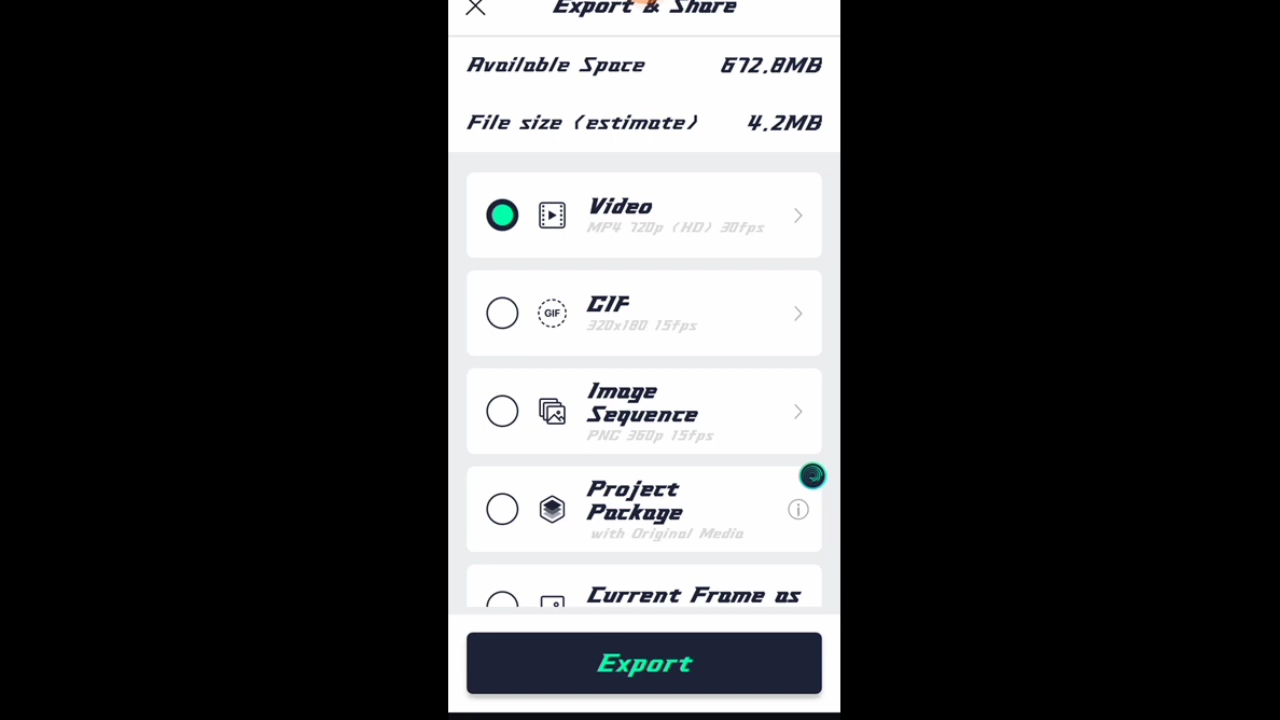 Export & Share
Available Space 672.8MB
File size (estimate) 4.2MB
Video
MP4 720p (HD) 30fps
GIF
GIF
320x180 15fps
Image
Sequence
PNG 360p 15fps
Project
Package
with Original Media
Current Frame as
Export